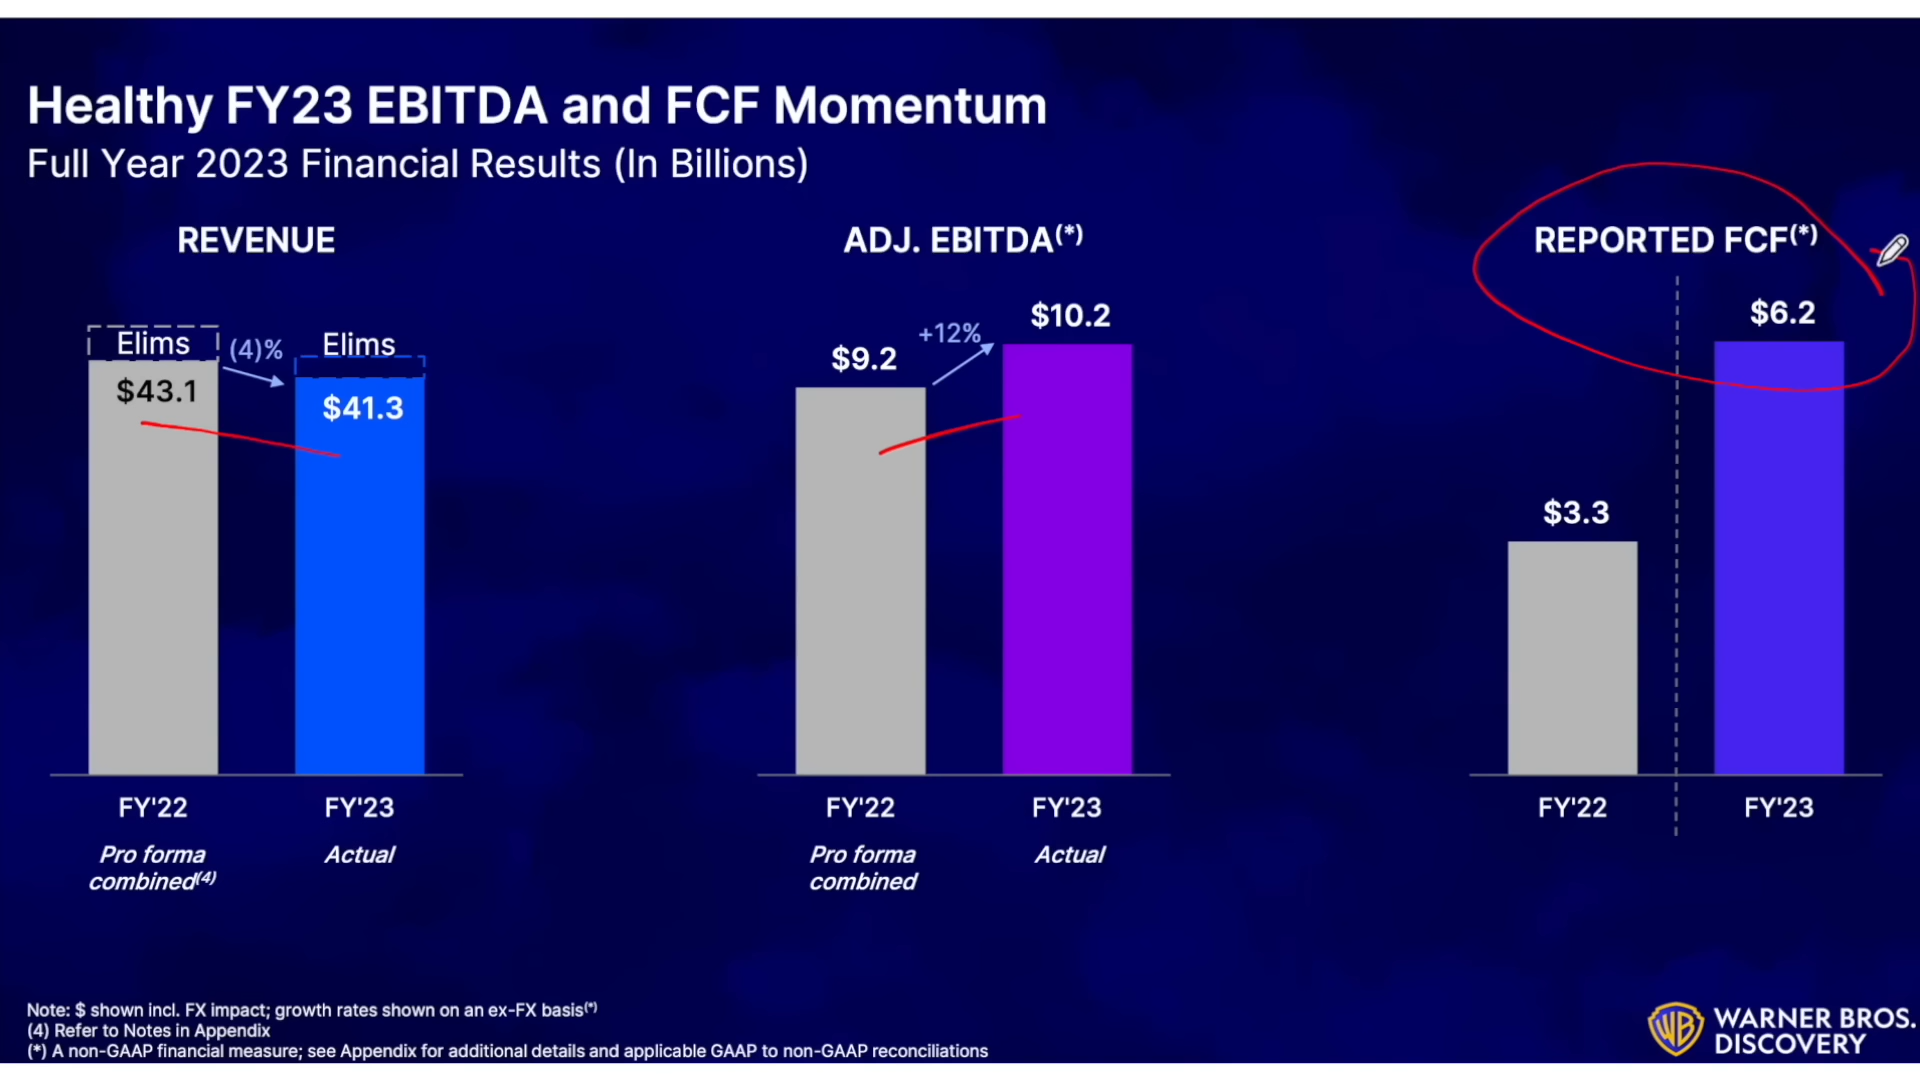 Healthy FY23 EBITDA and FCF Momentum
Full Year 2023 Financial Results (In Billions)
REVENUE
Elims
(4)%
Elims
$43.1
$41.3
FY'22
FY'23
Pro forma
combined(4)
Actual
ADJ. EBITDA(*)
$9.2
+12%
$10.2
FY'22
FY'23
Pro forma
combined
Actual
REPORTED FCF(*)
$3.3
$6.2
FY'22
FY'23
Note: $ shown incl. FX impact; growth rates shown on an ex-FX basis(*)
(4) Refer to Notes in Appendix
(*) A non-GAAP financial measure; see Appendix for additional details and applicable GAAP to non-GAAP reconciliations
WB
WARNER BROS.
DISCOVERY